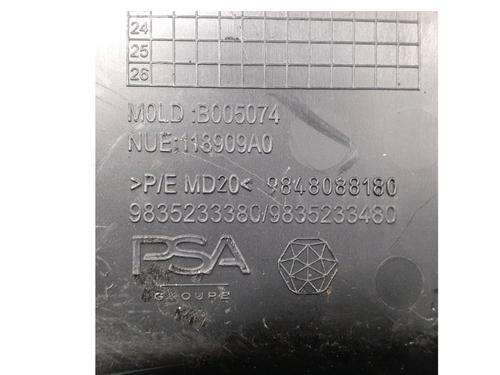 24
25
26
MOLD :B005074
NUE:118909A0
>P/E MD20< 9848088180
9835233380/9835233480
PSA
GROUPE